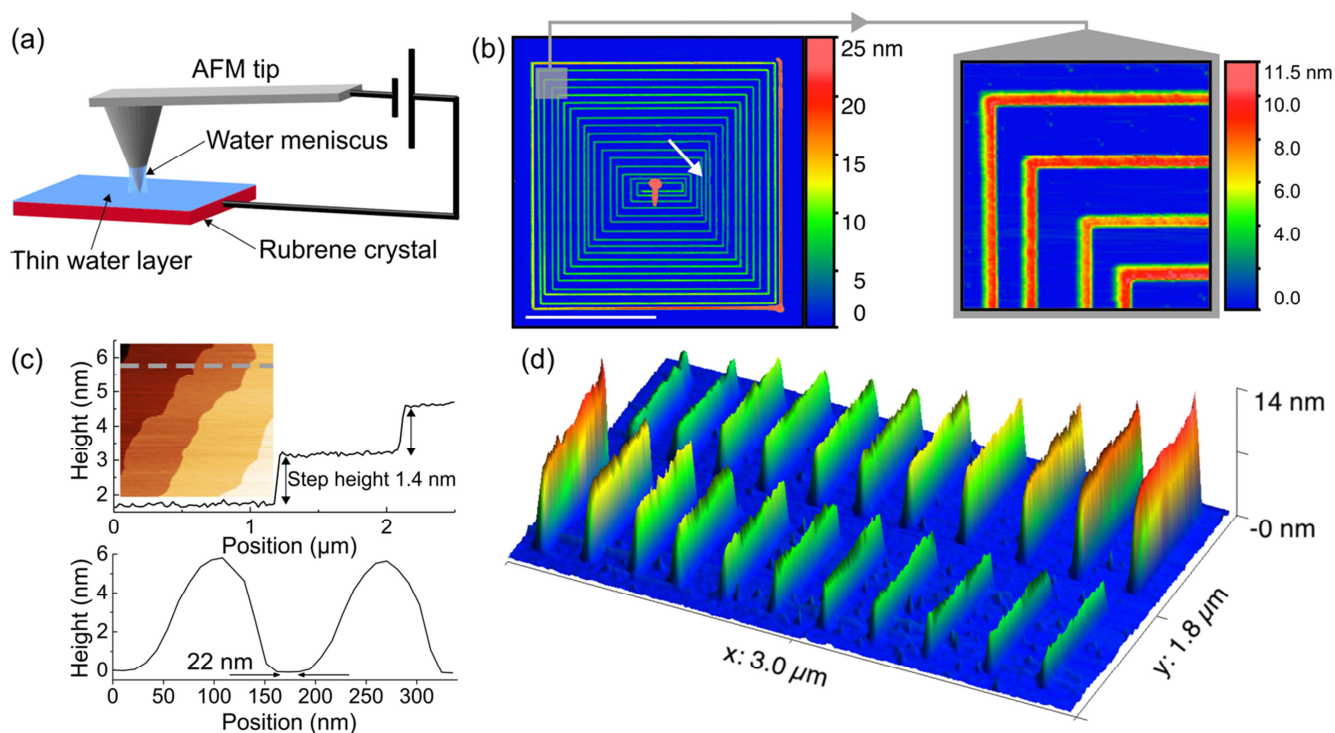 (a)
AFM tip
Water meniscus
Thin water layer
Rubrene crystal
(b)
25 nm
20
15
10
5
0
11.5 nm
10.0
8.0
6.0
4.0
2.0
0.0
(c)
Height (nm)
6
5
4
3
2
Step height 1.4 nm
0
1
2
Position (µm)
Height (nm)
6
4
2
0
22 nm
0
50
100
150
200
250
300
Position (nm)
(d)
14 nm
-0 nm
x: 3.0 µm
y: 1.8 µm